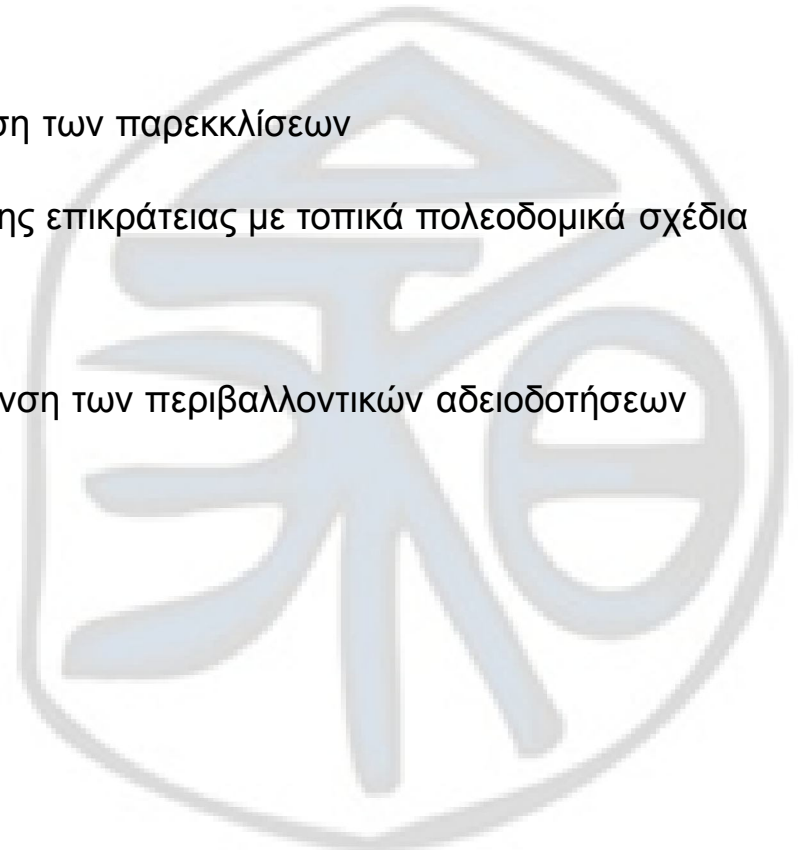 ση των παρεκκλίσεων
ης επικράτειας με τοπικά πολεοδομικά σχέδια
νση των περιβαλλοντικών αδειοδοτήσεων